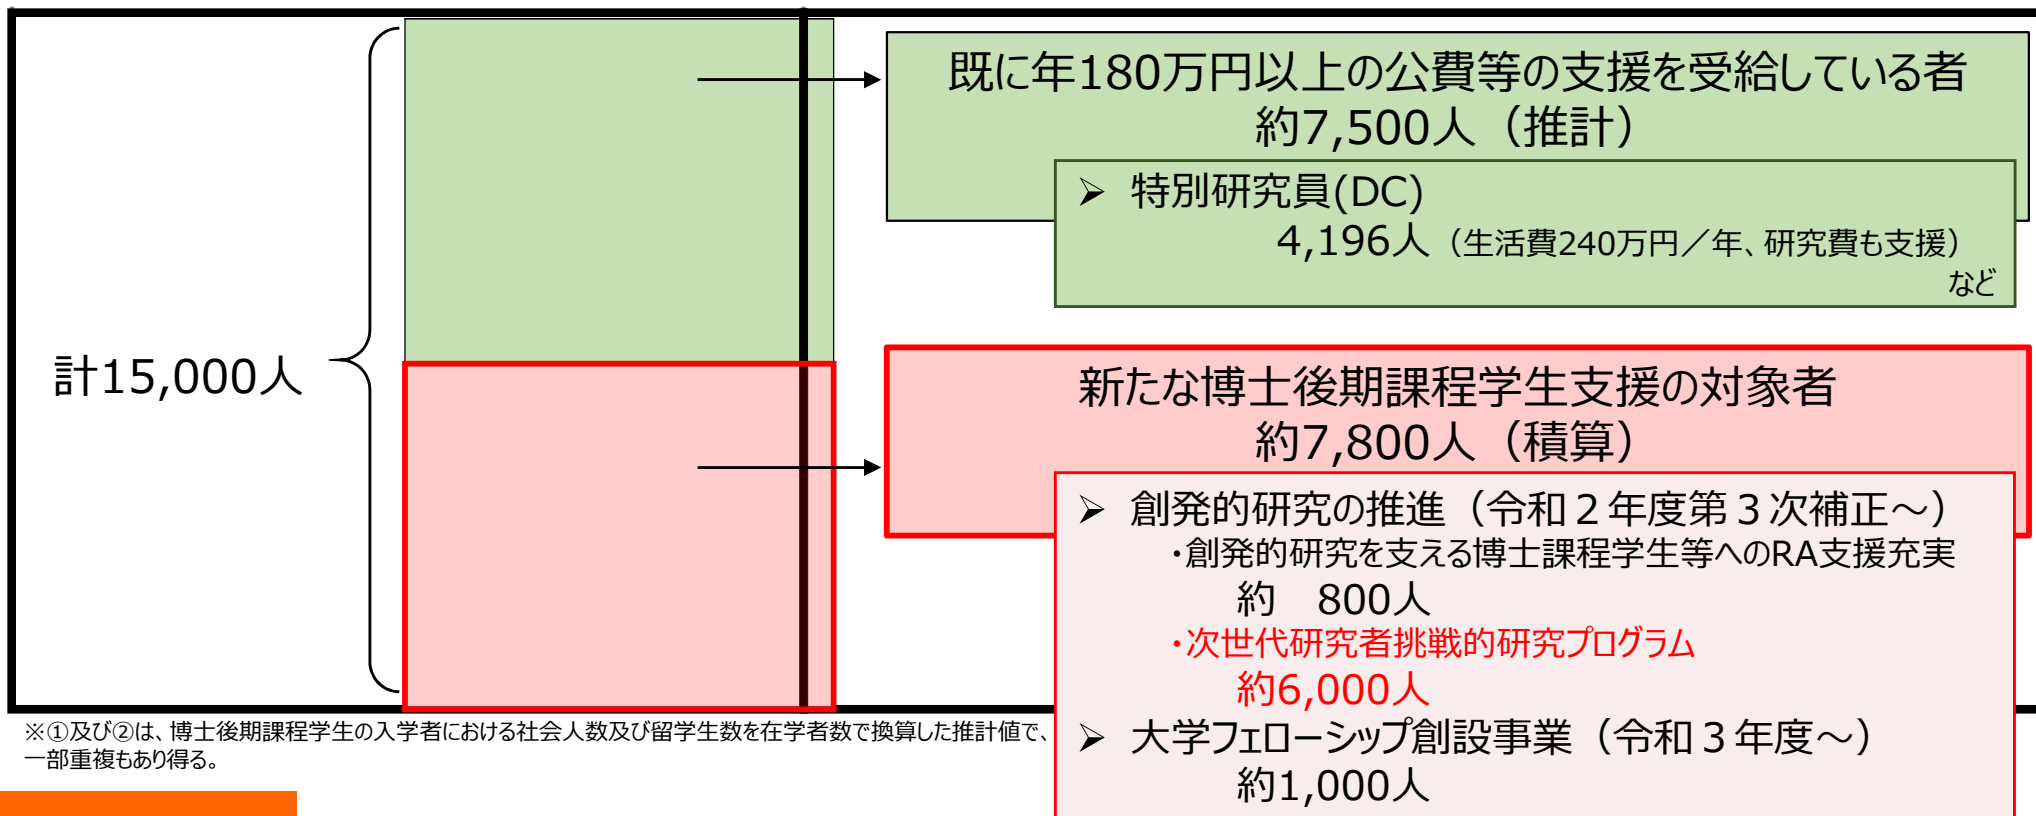 計15,000人
既に年180万円以上の公費等の支援を受給している者
約7,500人（推計）
➢ 特別研究員(DC)
4,196人（生活費240万円／年、研究費も支援）
など
新たな博士後期課程学生支援の対象者
約7,800人（積算）
➢ 創発的研究の推進（令和２年度第３次補正～）
・創発的研究を支える博士課程学生等へのRA支援充実
約　800人
・次世代研究者挑戦的研究プログラム
約6,000人
➢ 大学フェローシップ創設事業（令和３年度～）
約1,000人
※①及び②は、博士後期課程学生の入学者における社会人数及び留学生数を在学者数で換算した推計値で、
一部重複もあり得る。